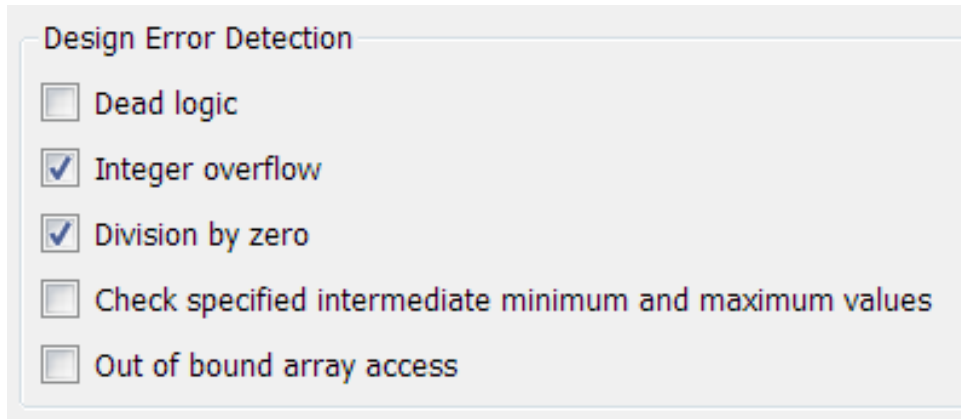 Design Error Detection
Dead logic
Integer overflow
Division by zero
Check specified intermediate minimum and maximum values
Out of bound array access